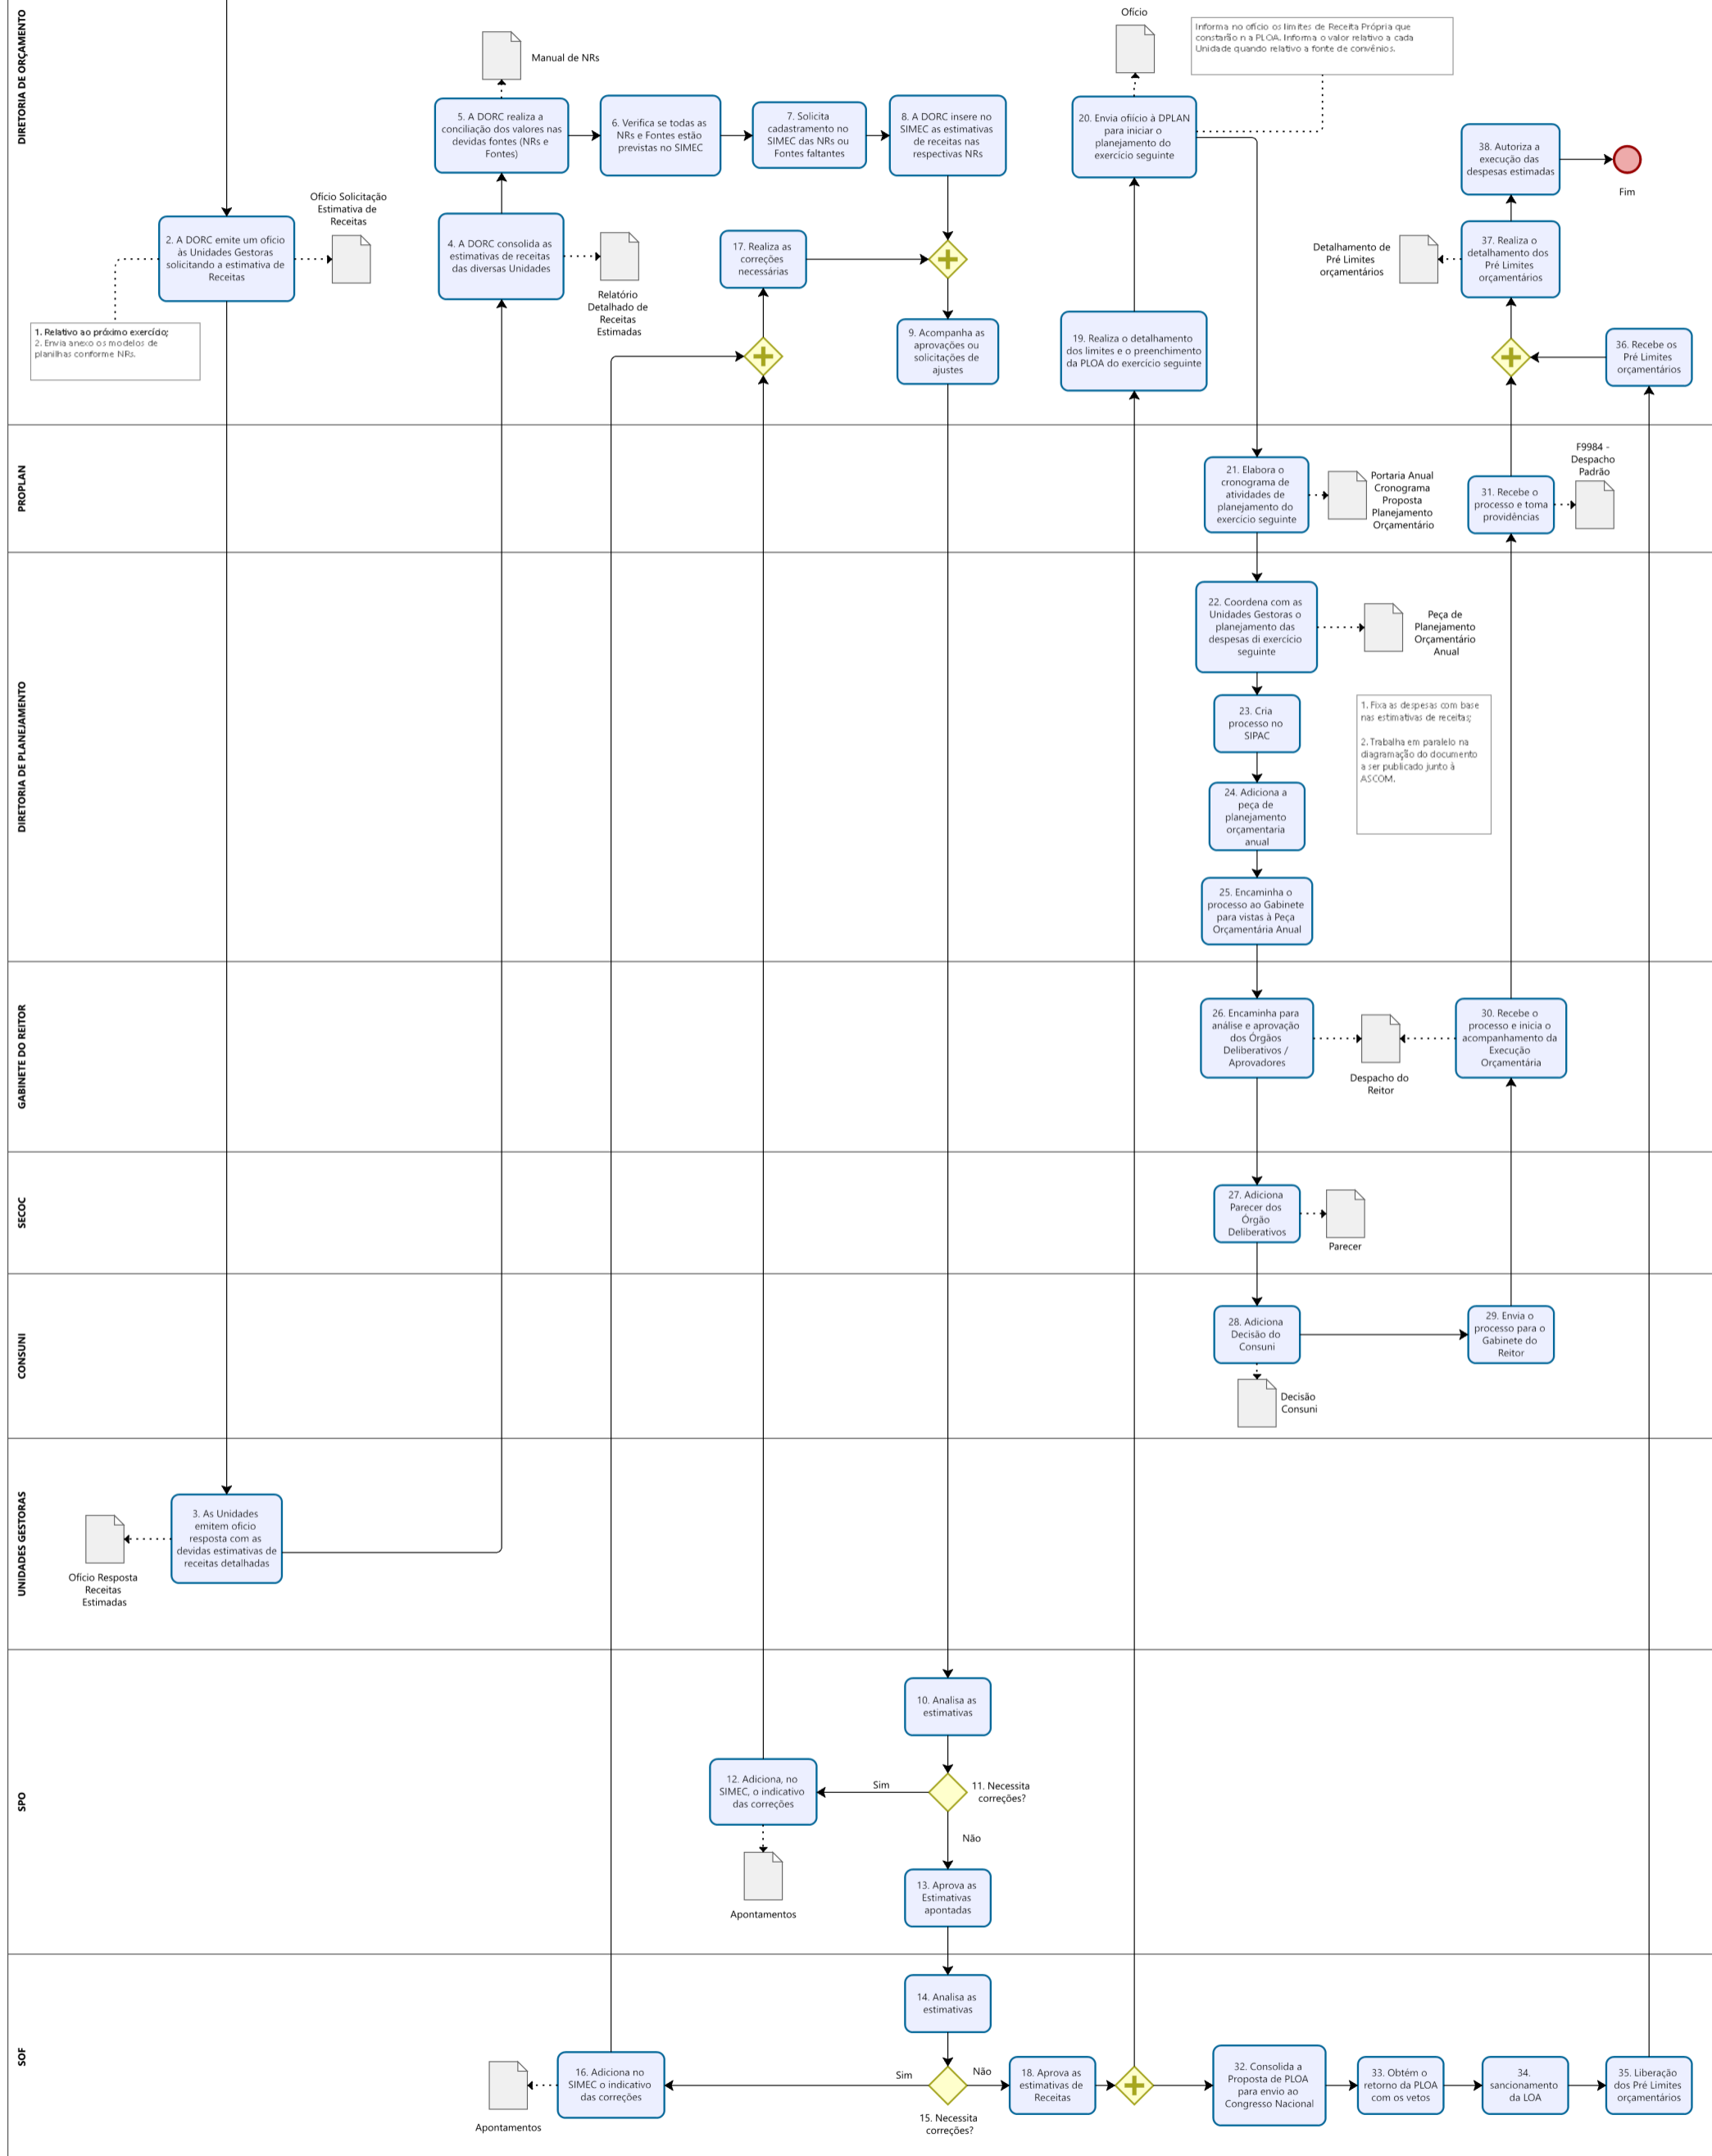 DIRETORIA DE ORÇAMENTO
Manual de NRs
Ofício
Informa no ofício os limites de Receita Própria que
constarão n a PLOA. Informa o valor relativo a cada
Unidade quando relativo a fonte de convênios.
5. A DORC realiza a
conciliação dos valores nas
devidas fontes (NRs e
Fontes)
6. Verifica se todas as
NRs e Fontes estão
previstas no SIMEC
7. Solicita
cadastramento no
SIMEC das NRs ou
Fontes faltantes
8. A DORC insere no
SIMEC as estimativas
de receitas nas
respectivas NRs
20. Envia ofiício à DPLAN
para iniciar o
planejamento do
exercício seguinte
38. Autoriza a
execução das
despesas estimadas
Fim
Ofício Solicitação
Estimativa de
Receitas
2. A DORC emite um ofício
às Unidades Gestoras
solicitando a estimativa de
Receitas
4. A DORC consolida as
estimativas de receitas
das diversas Unidades
Relatório
Detalhado de
Receitas
Estimadas
17. Realiza as
correções
necessárias
Detalhamento de
Pré Limites
orçamentários
37. Realiza o
detalhamento dos
Pré Limites
orçamentários
1. Relativo ao próximo exercído;
2. Envia anexo os modelos de
planilhas conforme NRs.
9. Acompanha as
aprovações ou
solicitações de
ajustes
19. Realiza o detalhamento
dos limites e o preenchimento
da PLOA do exercício seguinte
36. Recebe os
Pré Limites
orçamentários
PROPLAN
21. Elabora o
cronograma de
atividades de
planejamento do
exercício seguinte
Portaria Anual
Cronograma
Proposta
Planejamento
Orçamentário
31. Recebe o
processo e toma
providências
F9984 -
Despacho
Padrão
DIRETORIA DE PLANEJAMENTO
22. Coordena com as
Unidades Gestoras o
planejamento das
despesas di exercício
seguinte
Peça de
Planejamento
Orçamentário
Anual
23. Cria
processo no
SIPAC
1. Fixa as despesas com base
nas estimativas de receitas;
2. Trabalha em paralelo na
diagramação do documento
a ser publicado junto à
ASCOM.
24. Adiciona a
peça de
planejamento
orçamentaria
anual
25. Encaminha o
processo ao Gabinete
para vistas à Peça
Orçamentária Anual
GABINETE DO REITOR
26. Encaminha para
análise e aprovação
dos Órgãos
Deliberativos /
Aprovadores
Despacho do
Reitor
30. Recebe o
processo e inicia o
acompanhamento da
Execução
Orçamentária
SECOC
27. Adiciona
Parecer dos
Órgão
Deliberativos
Parecer
CONSUNI
28. Adiciona
Decisão do
Consuni
29. Envia o
processo para o
Gabinete do
Reitor
Decisão
Consuni
UNIDADES GESTORAS
3. As Unidades
emitem oficio
resposta com as
devidas estimativas de
receitas detalhadas
Ofício Resposta
Receitas
Estimadas
SPO
10. Analisa as
estimativas
12. Adiciona, no
SIMEC, o indicativo
das correções
Sim
11. Necessita
correções?
Não
Apontamentos
13. Aprova as
Estimativas
apontadas
SOF
14. Analisa as
estimativas
Apontamentos
16. Adiciona no
SIMEC o indicativo
das correções
Sim
15. Necessita
correções?
Não
18. Aprova as
estimativas de
Receitas
32. Consolida a
Proposta de PLOA
para envio ao
Congresso Nacional
33. Obtém o
retorno da PLOA
com os vetos
34.
sancionamento
da LOA
35. Liberação
dos Pré Limites
orçamentários